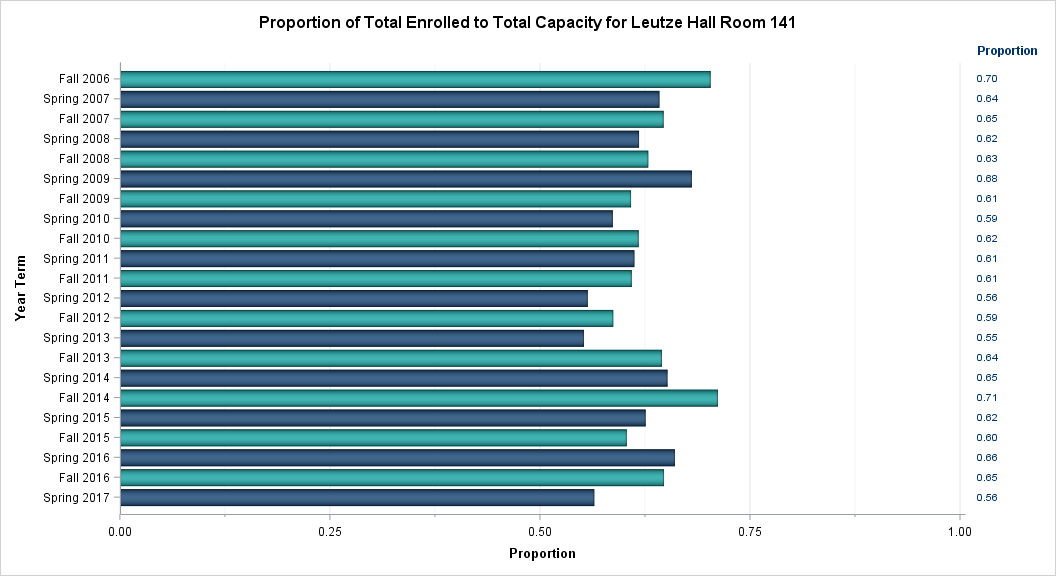 Proportion of Total Enrolled to Total Capacity for Leutze Hall Room 141
Proportion
Fall 2006 0.70
Spring 2007 0.64
Fall 2007 0.65
Spring 2008 0.62
Fall 2008 0.63
Spring 2009 0.68
Fall 2009 0.61
Spring 2010 0.59
Fall 2010 0.62
Spring 2011 0.61
Fall 2011 0.61
Spring 2012 0.56
Fall 2012 0.59
Spring 2013 0.55
Fall 2013 0.64
Spring 2014 0.65
Fall 2014 0.71
Spring 2015 0.62
Fall 2015 0.60
Spring 2016 0.66
Fall 2016 0.65
Spring 2017 0.56
Year Term
0.00 0.25 0.50 0.75 1.00
Proportion